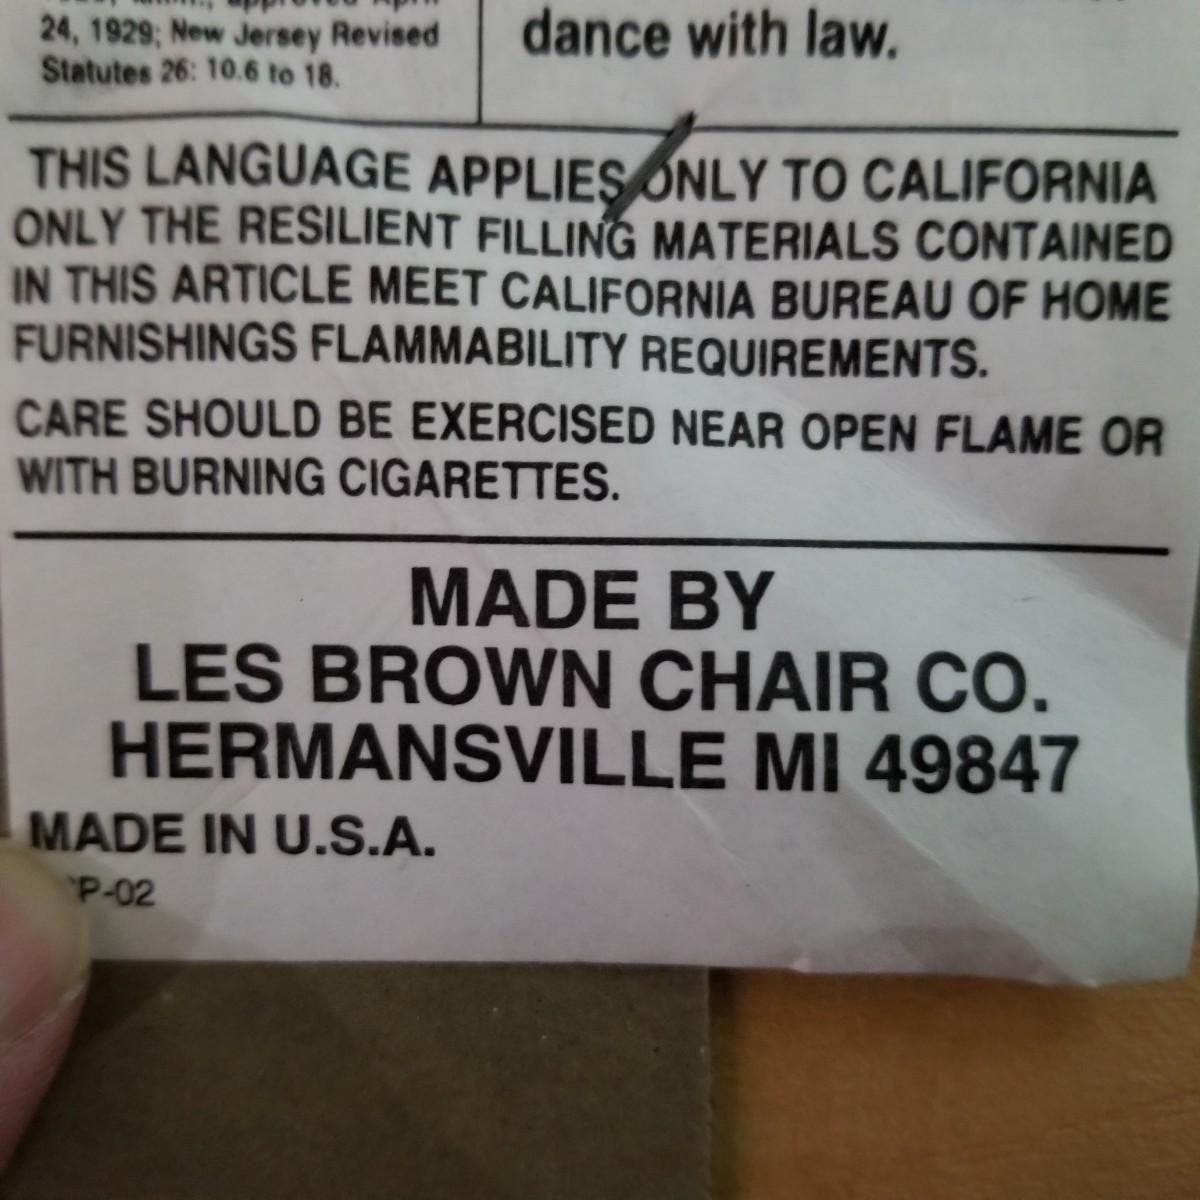 24, 1929; New Jersey Revised
Statutes 26: 10.6 to 18.
dance with law.
THIS LANGUAGE APPLIES ONLY TO CALIFORNIA
ONLY THE RESILIENT FILLING MATERIALS CONTAINED
IN THIS ARTICLE MEET CALIFORNIA BUREAU OF HOME
FURNISHINGS FLAMMABILITY REQUIREMENTS.
CARE SHOULD BE EXERCISED NEAR OPEN FLAME OR
WITH BURNING CIGARETTES.
MADE BY
LES BROWN CHAIR CO.
HERMANSVILLE MI 49847
MADE IN U.S.A.
P-02